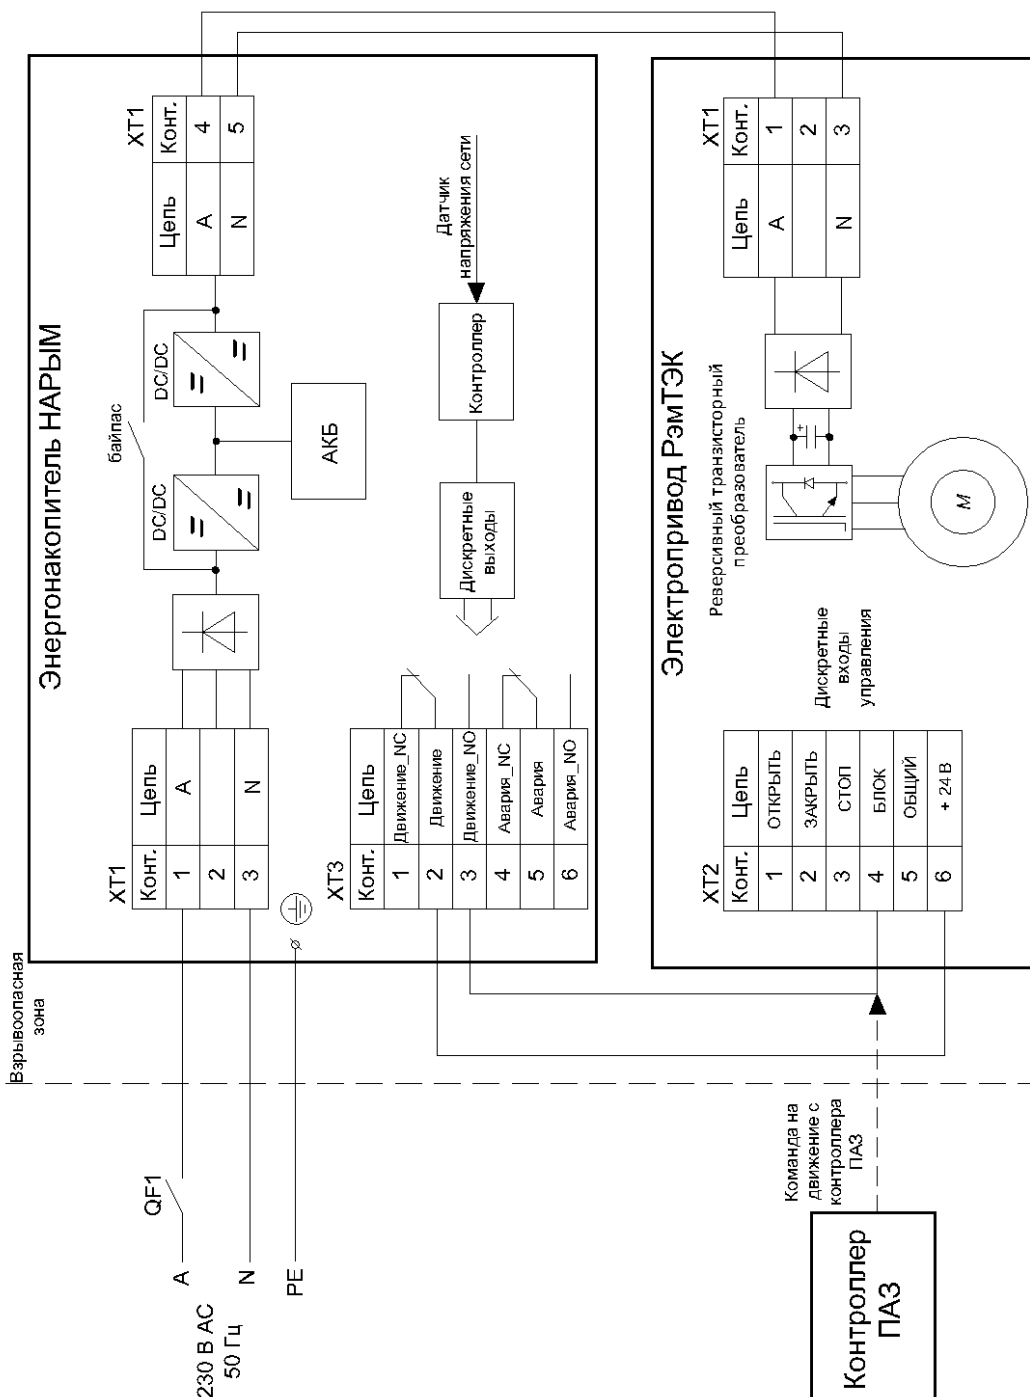 Энергонакопитель НАРЫМ
XT1
Конт.
Цепь
4
A
5
N
байпас
DC/DC
DC/DC
АКБ
Датчик
напряжения сети
Контроллер
Дискретные
выходы
XT1
Конт.
Цепь
1
A
2
3
N
XT3
Конт.
Цепь
1
Движение_NC
2
Движение
3
Движение_NO
4
Авария_NC
5
Авария
6
Авария_NO
Электропривод РэмТЭК
XT1
Конт.
Цепь
1
A
2
3
N
Реверсивный транзисторный
преобразователь
+
M
Дискретные
входы
управления
XT2
Конт.
Цепь
1
ОТКРЫТЬ
2
ЗАКРЫТЬ
3
СТОП
4
БЛОК
5
ОБЩИЙ
6
+ 24 В
Взрывоопасная
зона
QF1
A
N
PE
230 В АС
50 Гц
Команда на
движение с
контроллера
ПАЗ
Контроллер
ПАЗ